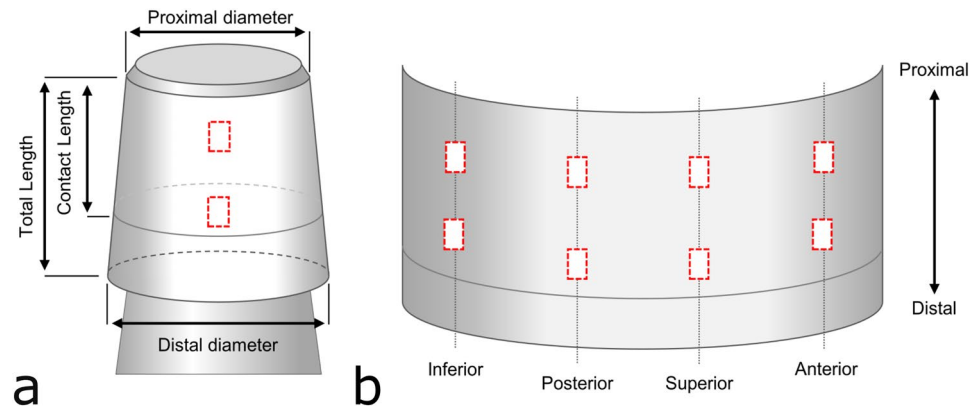 Proximal diameter
Total Length
Contact Length
Distal diameter
a
Proximal
Distal
Inferior
Posterior
Superior
Anterior
b